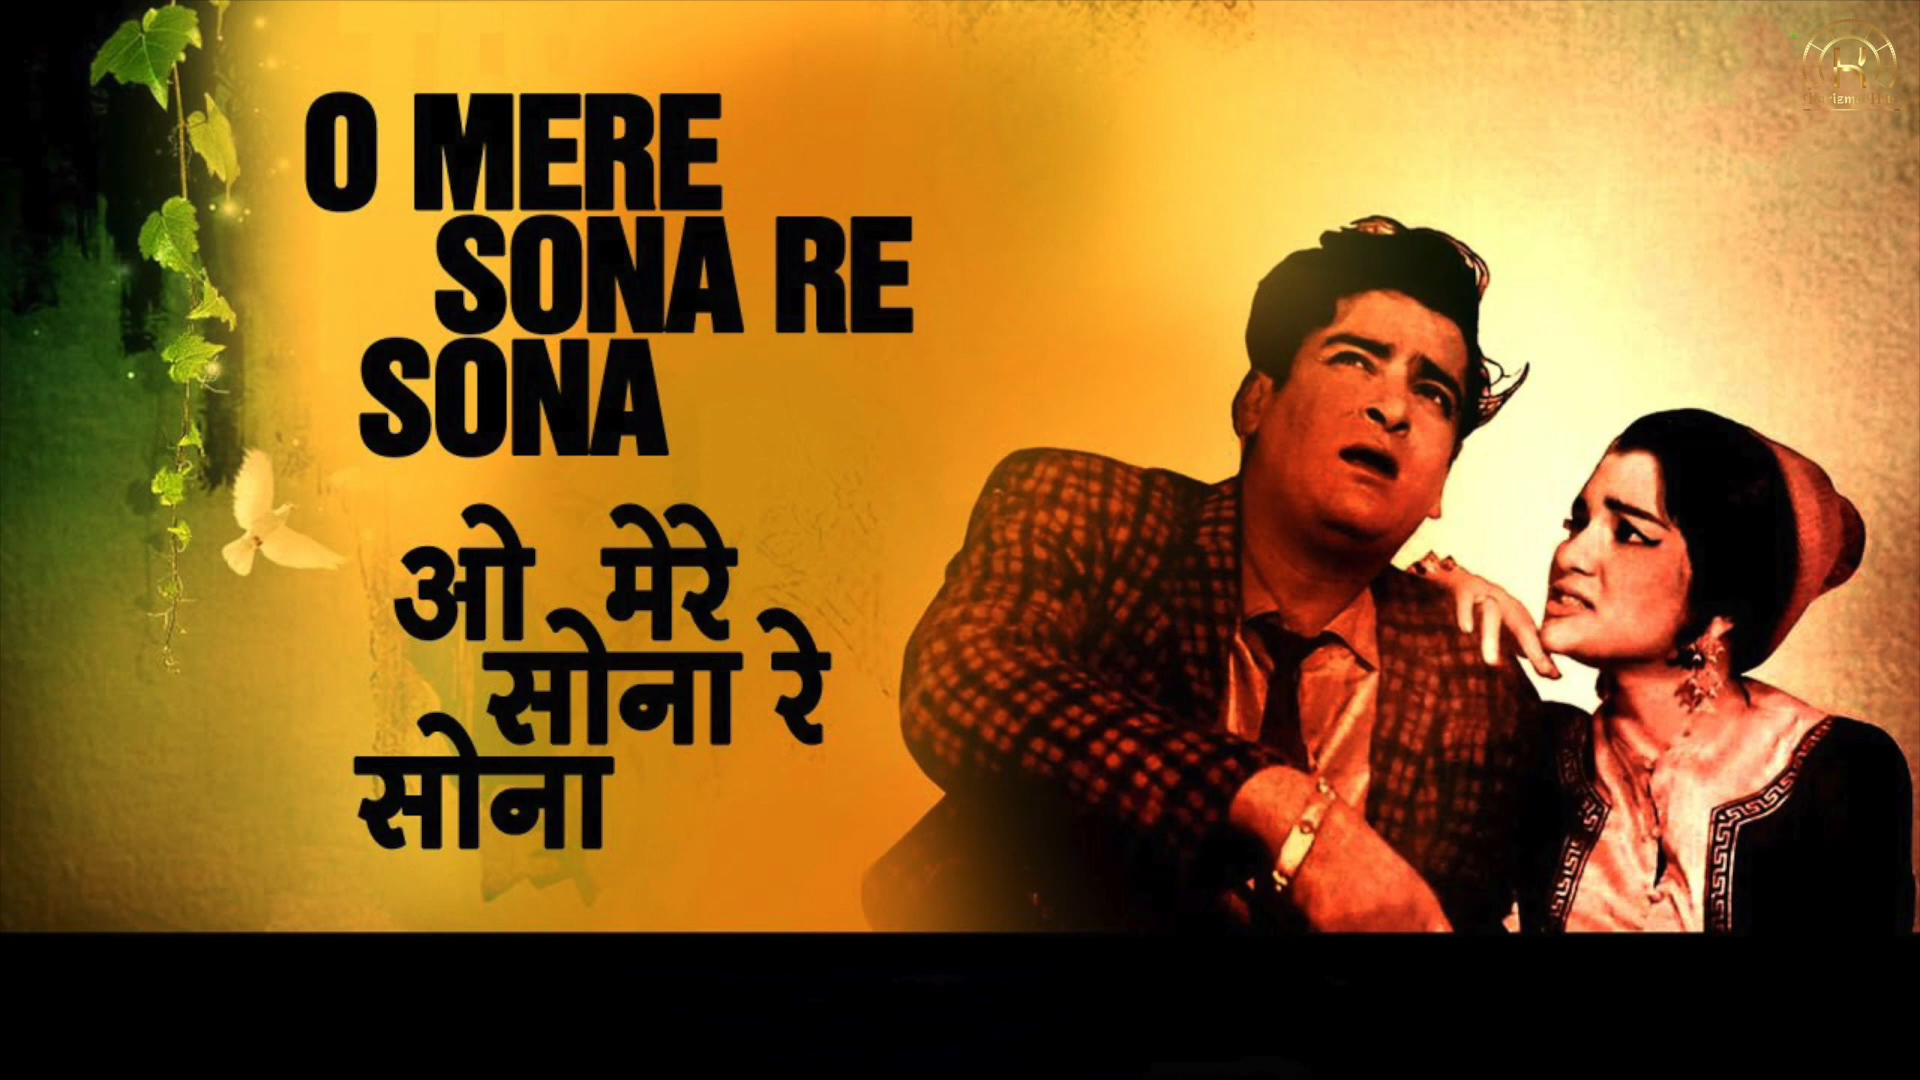 O MERE
SONA RE
SONA
ओ मेरे
सोना रे
सोना